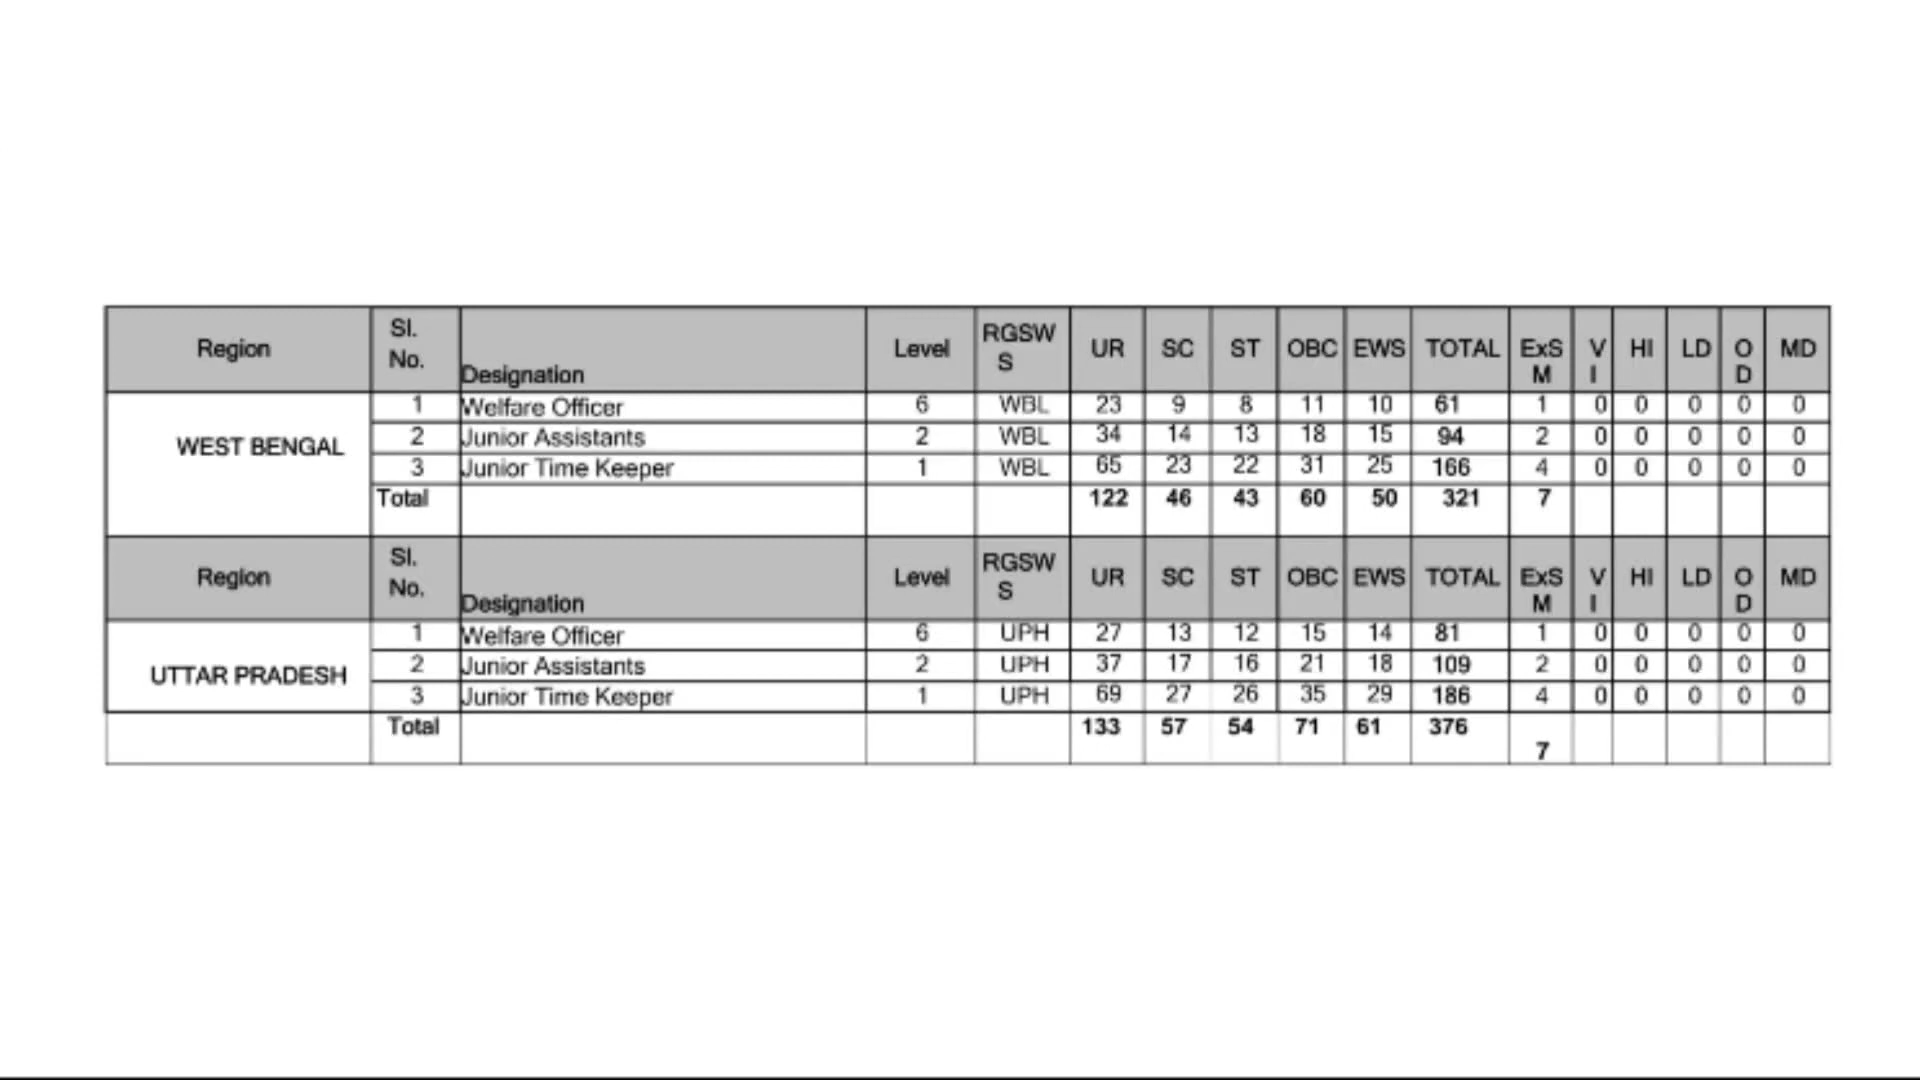 Region Sl. No. Designation Level RGSW S UR SC ST OBC EWS TOTAL ExS M V I HI LD O D MD
WEST BENGAL
1 Welfare Officer 6 WBL 23 9 8 11 10 61 1 0 0 0 0 0
2 Junior Assistants 2 WBL 34 14 13 18 15 94 2 0 0 0 0 0
3 Junior Time Keeper 1 WBL 65 23 22 31 25 166 4 0 0 0 0 0
Total 122 46 43 60 50 321 7
Region Sl. No. Designation Level RGSW S UR SC ST OBC EWS TOTAL ExS M V I HI LD O D MD
UTTAR PRADESH
1 Welfare Officer 6 UPH 27 13 12 15 14 81 1 0 0 0 0 0
2 Junior Assistants 2 UPH 37 17 16 21 18 109 2 0 0 0 0 0
3 Junior Time Keeper 1 UPH 69 27 26 35 29 186 4 0 0 0 0 0
Total 133 57 54 71 61 376 7